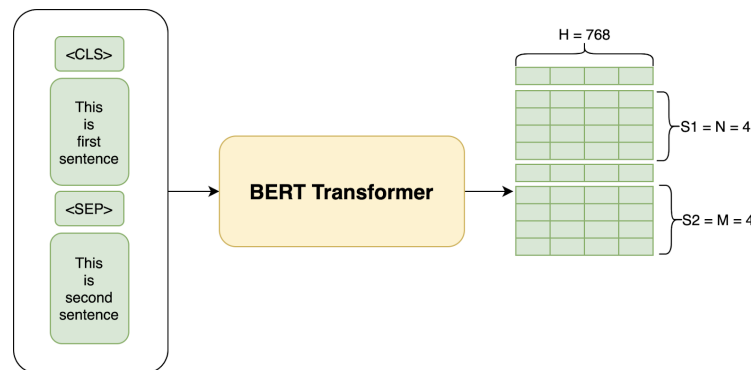 <CLS>
This
is
first
sentence
<SEP>
This
is
second
sentence
BERT Transformer
H = 768
S1 = N = 4
S2 = M = 4